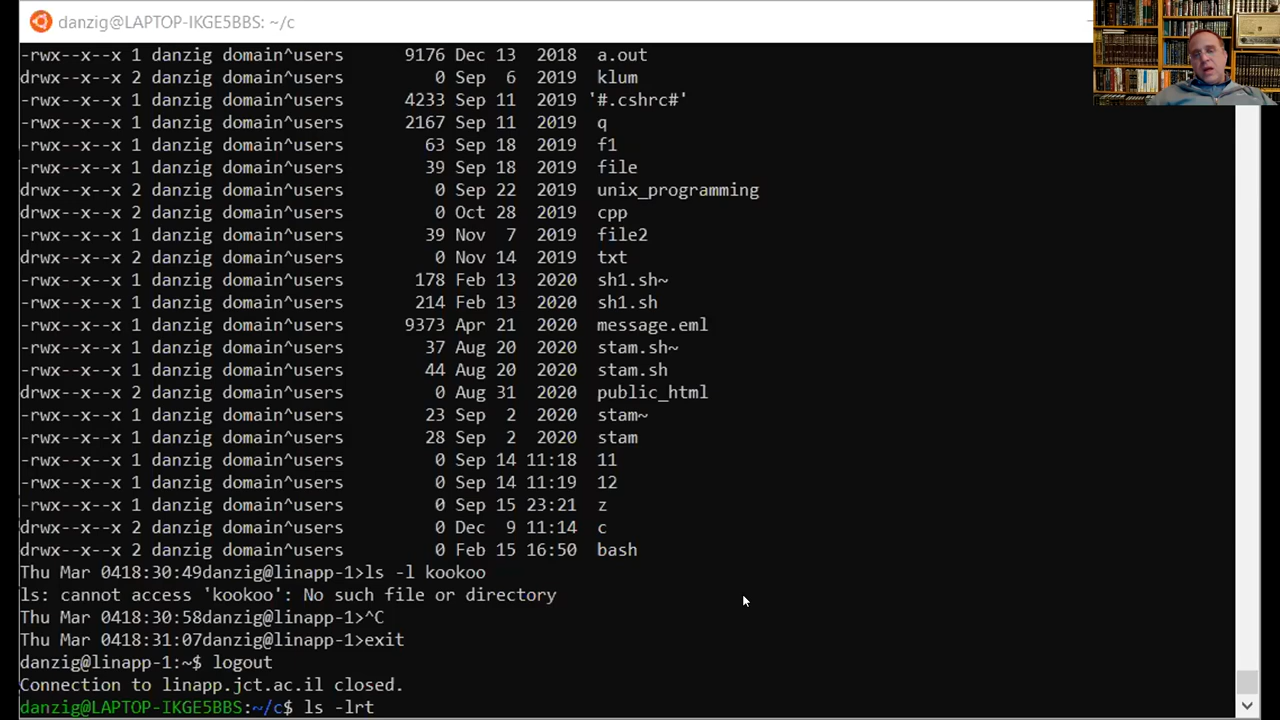 danzig@LAPTOP-IKGE5BBS: ~/c
-rwx--x--x 1 danzig domain^users 9176 Dec 13 2018 a.out
drwx--x--x 2 danzig domain^users 0 Sep 6 2019 klum
-rwx--x--x 1 danzig domain^users 4232 Sep 11 2019 '#.cshrc#'
-rwx--x--x 1 danzig domain^users 2167 Sep 11 2019 q
-rwx--x--x 1 danzig domain^users 63 Sep 18 2019 f1
-rwx--x--x 1 danzig domain^users 39 Sep 18 2019 file
drwx--x--x 2 danzig domain^users 0 Sep 22 2019 unix_programming
drwx--x--x 2 danzig domain^users 0 Oct 28 2019 cpp
-rwx--x--x 1 danzig domain^users 39 Nov 7 2019 file2
drwx--x--x 2 danzig domain^users 0 Nov 14 2019 txt
-rwx--x--x 1 danzig domain^users 178 Feb 13 2020 sh1.sh~
-rwx--x--x 1 danzig domain^users 214 Feb 13 2020 sh1.sh
-rwx--x--x 1 danzig domain^users 9373 Apr 21 2020 message.eml
-rwx--x--x 1 danzig domain^users 37 Aug 20 2020 stam.sh~
-rwx--x--x 1 danzig domain^users 44 Aug 20 2020 stam.sh
drwx--x--x 2 danzig domain^users 0 Aug 31 2020 public_html
-rwx--x--x 1 danzig domain^users 23 Sep 2 2020 stam~
-rwx--x--x 1 danzig domain^users 28 Sep 2 2020 stam
-rwx--x--x 1 danzig domain^users 0 Sep 14 11:18 11
-rwx--x--x 1 danzig domain^users 0 Sep 14 11:19 12
-rwx--x--x 1 danzig domain^users 0 Sep 15 23:21 z
drwx--x--x 2 danzig domain^users 0 Dec 9 11:14 c
drwx--x--x 2 danzig domain^users 0 Feb 15 16:50 bash
Thu Mar 0418:30:49danzig@linapp-1>ls -l kookoo
ls: cannot access 'kookoo': No such file or directory
Thu Mar 0418:30:58danzig@linapp-1>^C
Thu Mar 0418:31:07danzig@linapp-1>exit
danzig@linapp-1:~$ logout
Connection to linapp.jct.ac.il closed.
danzig@LAPTOP-IKGE5BBS:~/c$ ls -lrt